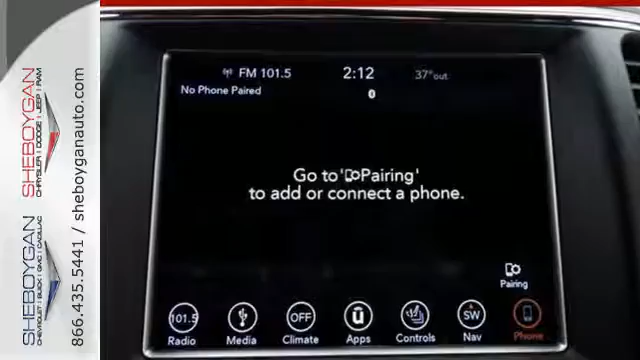 SHEBOYGAN
CHRYSLER | DODGE | JEEP | RAM
SHEBOYGAN
CHEVROLET | BUICK | GMC | CADILLAC
866.435.5441 / sheboyganauto.com
FM 101.5 2:12 37° out
No Phone Paired
Go to 'Pairing'
to add or connect a phone.
Pairing
101.5 OFF SW
Radio Media Climate Apps Controls Nav Phone